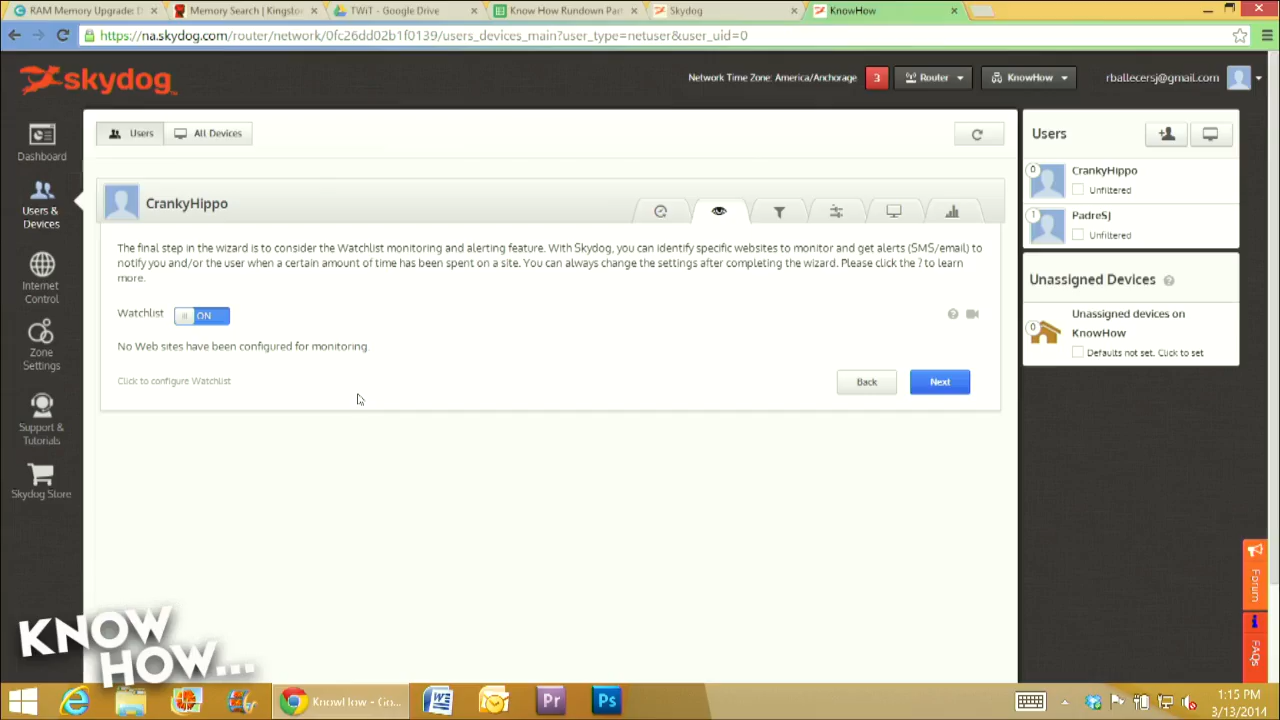 RAM Memory Upgrade: D
Memory Search | Kingsto
TWiT - Google Drive
Know How Rundown Par
Skydog
KnowHow
https://na.skydog.com/router/network/0fc26dd02b1f0139/users_devices_main?user_type=netuser&user_uid=0
skydog
Network Time Zone: America/Anchorage
3
Router
KnowHow
rballecersj@gmail.com
Dashboard
Users &
Devices
Internet
Control
Zone
Settings
Support &
Tutorials
Skydog Store
Users
All Devices
CrankyHippo
The final step in the wizard is to consider the Watchlist monitoring and alerting feature. With Skydog, you can identify specific websites to monitor and get alerts (SMS/email) to
notify you and/or the user when a certain amount of time has been spent on a site. You can always change the settings after completing the wizard. Please click the ? to learn
more.
Watchlist
ON
?
No Web sites have been configured for monitoring.
Click to configure Watchlist
Back
Next
Users
0
CrankyHippo
Unfiltered
1
PadreSJ
Unfiltered
Unassigned Devices ?
0
Unassigned devices on
KnowHow
Defaults not set. Click to set
Forum
i
FAQs
KNOW
HOW...
KnowHow - Go...
W
Pr
Ps
1:15 PM
3/13/2014